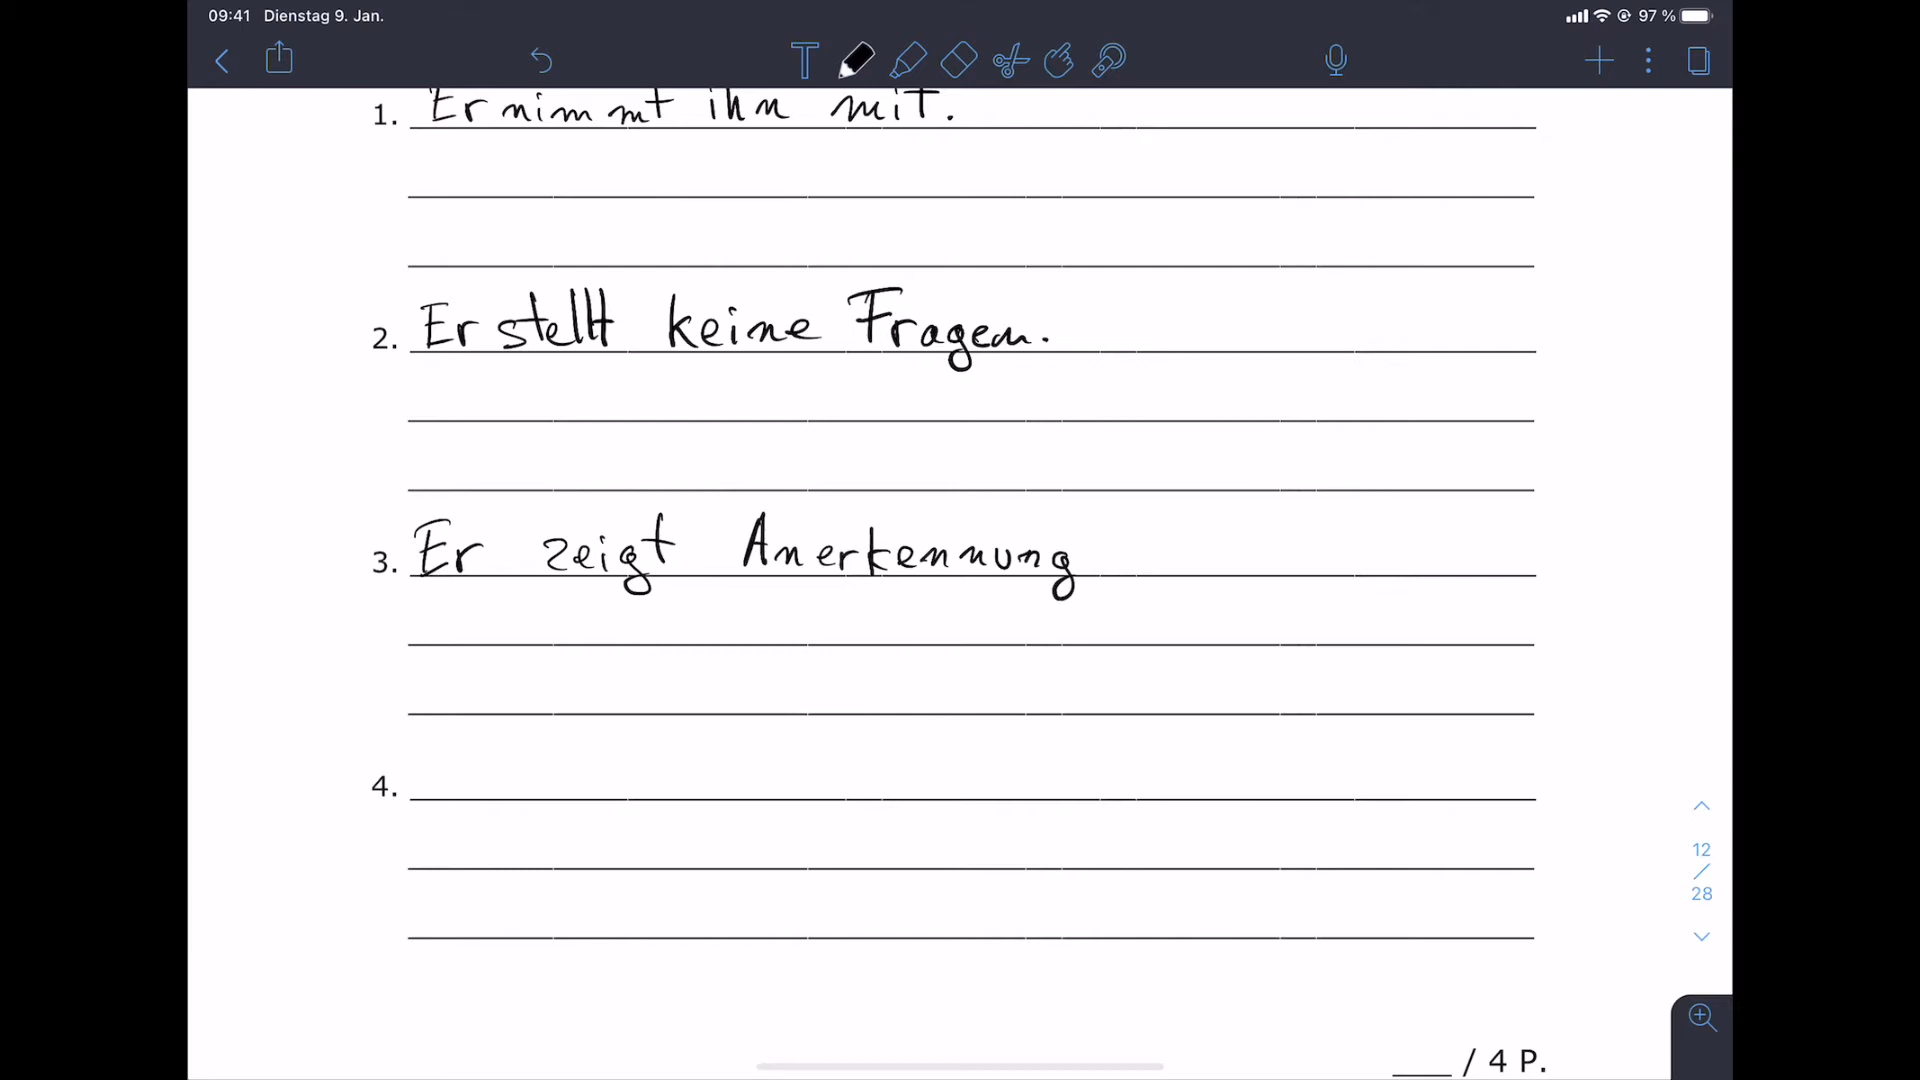 09:41 Dienstag 9. Jan. 97 %
1. Er nimmt ihn mit.
2. Er stellt keine Fragen.
3. Er zeigt Anerkennung
4.
12
/
28
___ / 4 P.